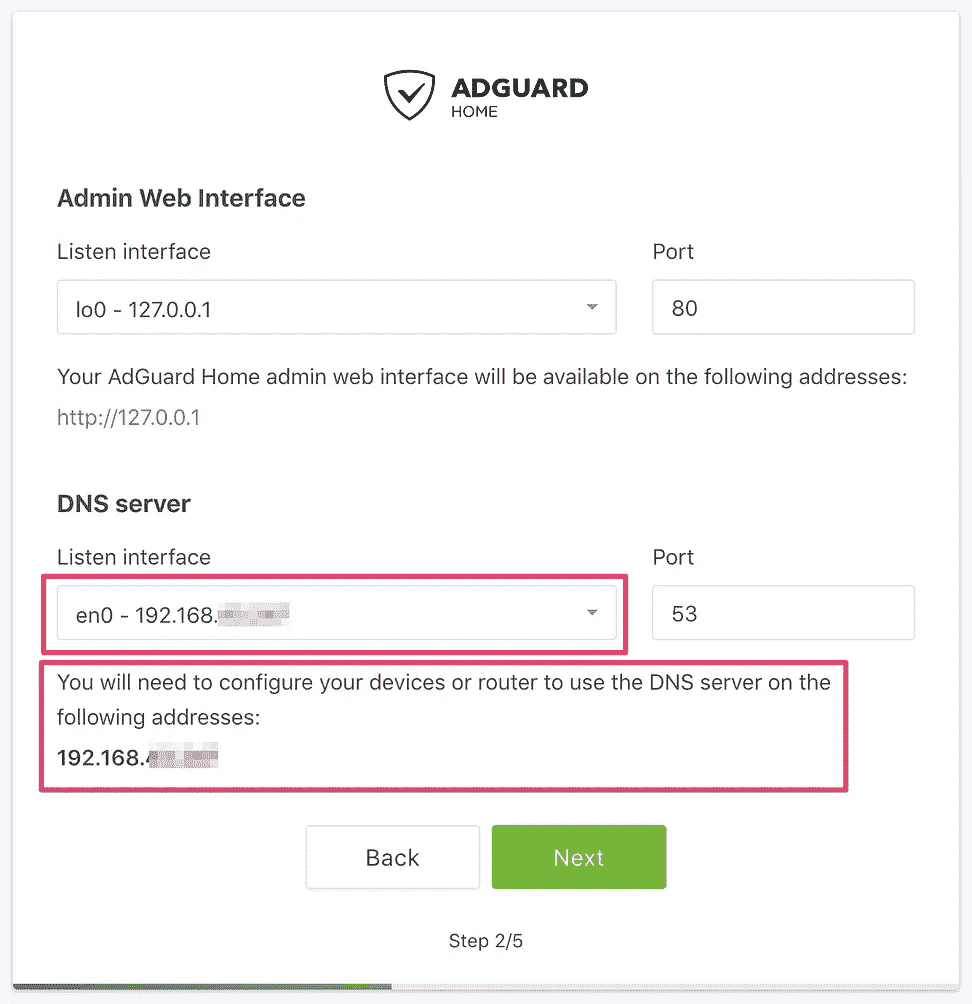 ADGUARD
HOME
Admin Web Interface
Listen interface
Port
lo0 - 127.0.0.1
80
Your AdGuard Home admin web interface will be available on the following addresses:
http://127.0.0.1
DNS server
Listen interface
Port
en0 - 192.168.
53
You will need to configure your devices or router to use the DNS server on the
following addresses:
192.168.
Back
Next
Step 2/5